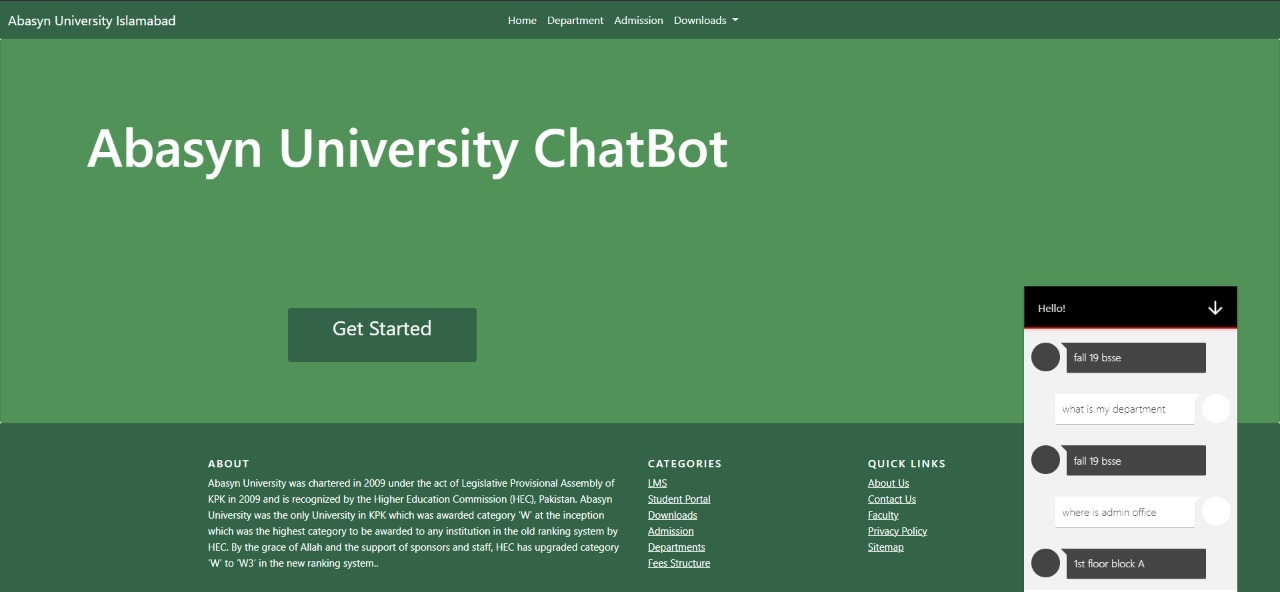 Abasyn University Islamabad
Home Department Admission Downloads
Abasyn University ChatBot
Get Started
Hello!
fall 19 bsse
what is my department
fall 19 bsse
where is admin office
1st floor block A
ABOUT
Abasyn University was chartered in 2009 under the act of Legislative Provisional Assembly of
KPK in 2009 and is recognized by the Higher Education Commission (HEC), Pakistan. Abasyn
University was the only University in KPK which was awarded category 'W' at the inception
which was the highest category to be awarded to any institution in the old ranking system by
HEC. By the grace of Allah and the support of sponsors and staff, HEC has upgraded category
'W' to 'W3' in the new ranking system..
CATEGORIES
LMS
Student Portal
Downloads
Admission
Departments
Fees Structure
QUICK LINKS
About Us
Contact Us
Faculty
Privacy Policy
Sitemap